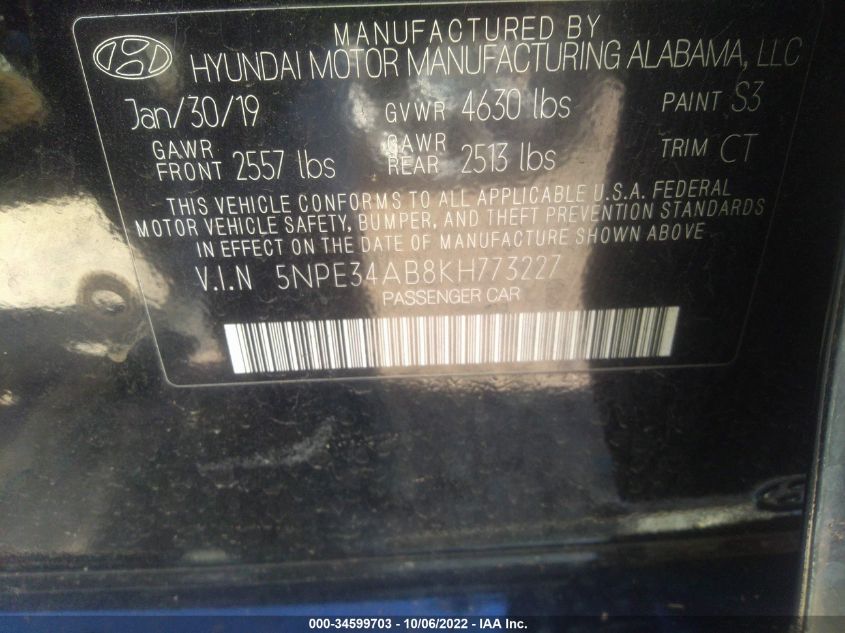 MANUFACTURED BY
HYUNDAI MOTOR MANUFACTURING ALABAMA, LLC
Jan/30/19 GVWR 4630 lbs PAINT S3
GAWR FRONT 2557 lbs GAWR REAR 2513 lbs TRIM CT
THIS VEHICLE CONFORMS TO ALL APPLICABLE U.S.A. FEDERAL
MOTOR VEHICLE SAFETY, BUMPER, AND THEFT PREVENTION STANDARDS
IN EFFECT ON THE DATE OF MANUFACTURE SHOWN ABOVE.
V.I.N 5NPE34AB8KH773227
PASSENGER CAR
000-34599703 - 10/06/2022 - IAA Inc.